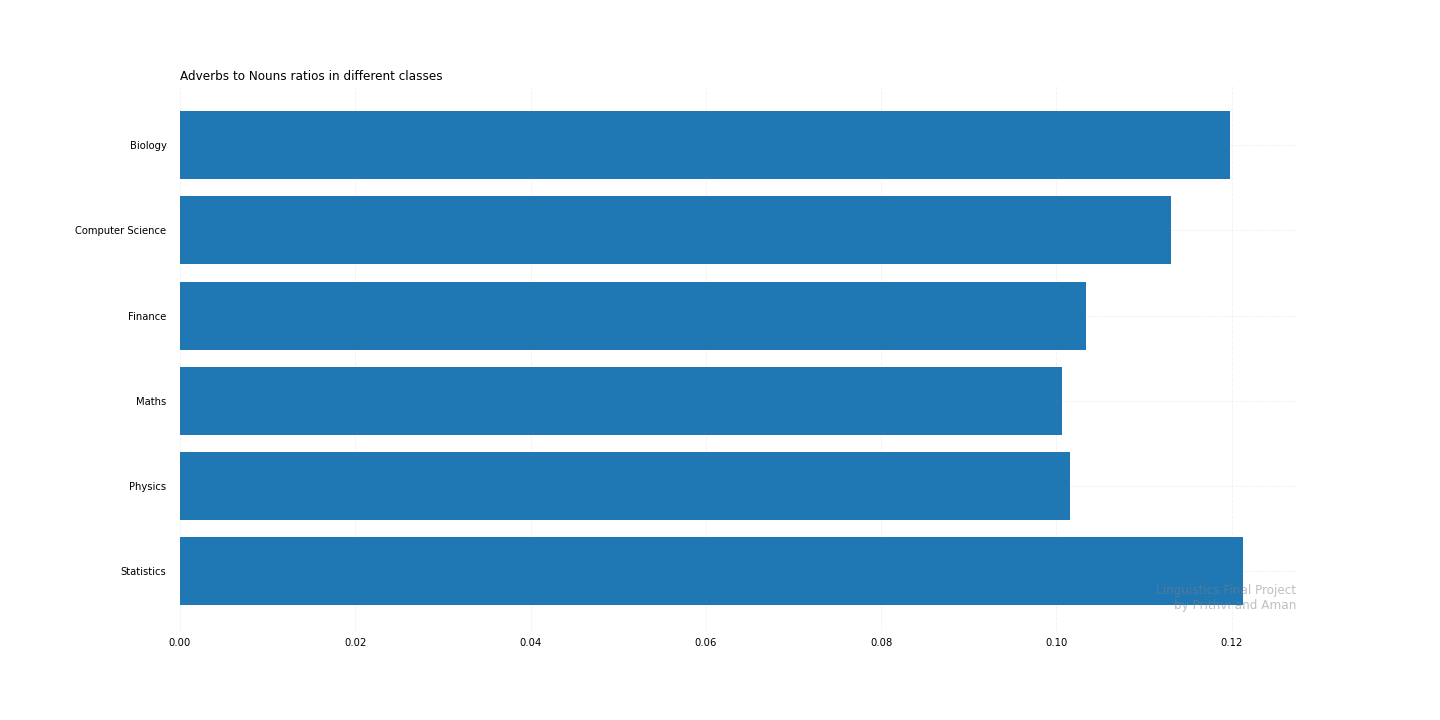 Adverbs to Nouns ratios in different classes
Biology
Computer Science
Finance
Maths
Physics
Statistics
Linguistics Final Project
by Prithvi and Aman
0.00 0.02 0.04 0.06 0.08 0.10 0.12